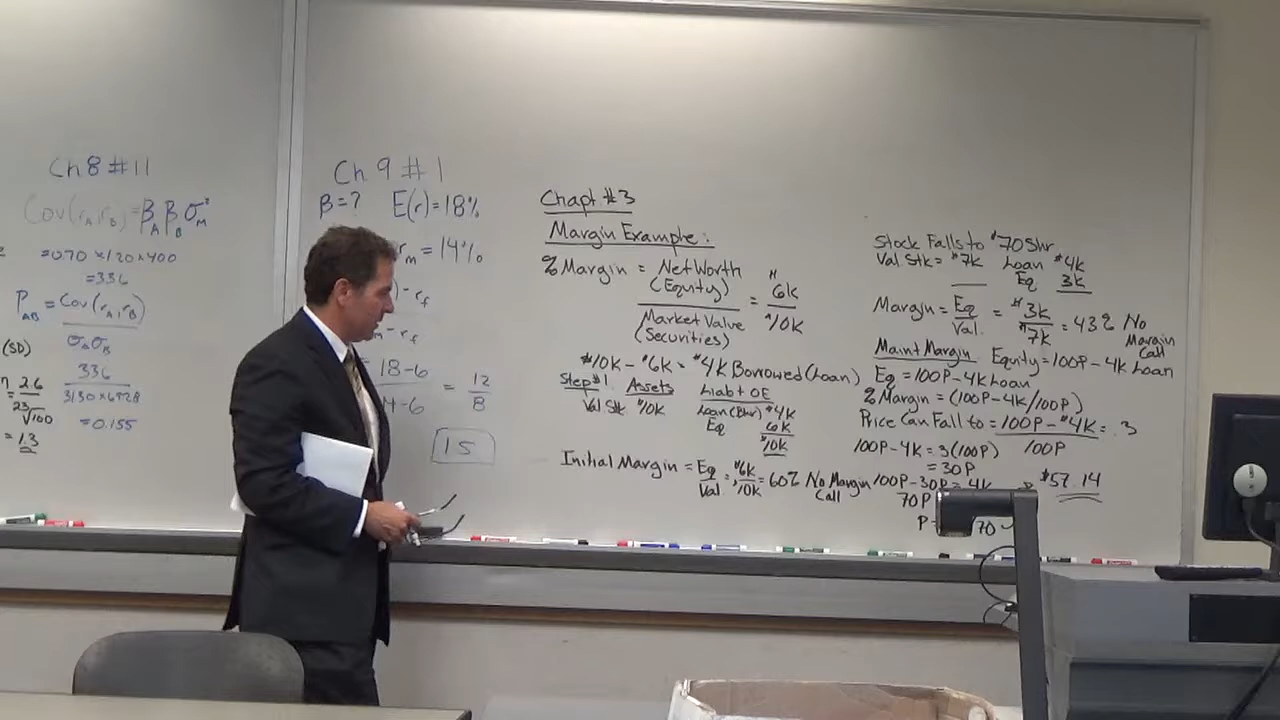 Ch 8 #11
Cov(rA, rB) = βA βB σm²
= 0.70 × 1.20 × 400
= 336
PAB = Cov(rA, rB)
σA σB
336
= 0.155
(SD)
2.6
√100
= 1.3
2
Ch 9 #1
β = ? E(r) = 18%
rm = 14%
- rf
m - rf
18-6 = 12
-6 8
1.5
Chapt #3
Margin Example:
% Margin = Net Worth (Equity) = $6K
Market Value (Securities) $10K
$10K - $6K = $4K Borrowed (Loan)
Step #1 Assets Liab + OE
Val Stk $10K Loan $4K
Eq 6K
$10K
Initial Margin = Eq = $6K = 60% No Margin Call
Val $10K
Stock Falls to $70 Shr
Val Stk = $7K Loan $4K
Eq 3K
Margin = Eq = $3K = 43% No Margin Call
Val. $7K
Maint Margin Equity = 100P - 4K Loan
Eq = 100P - 4K Loan
% Margin = (100P - 4K / 100P)
Price Can Fall to = 100P - $4K = .3
100P
100P - 4K = .3(100P)
= 30P
100P - 30P = 4K
70P
P = 70
$57.14